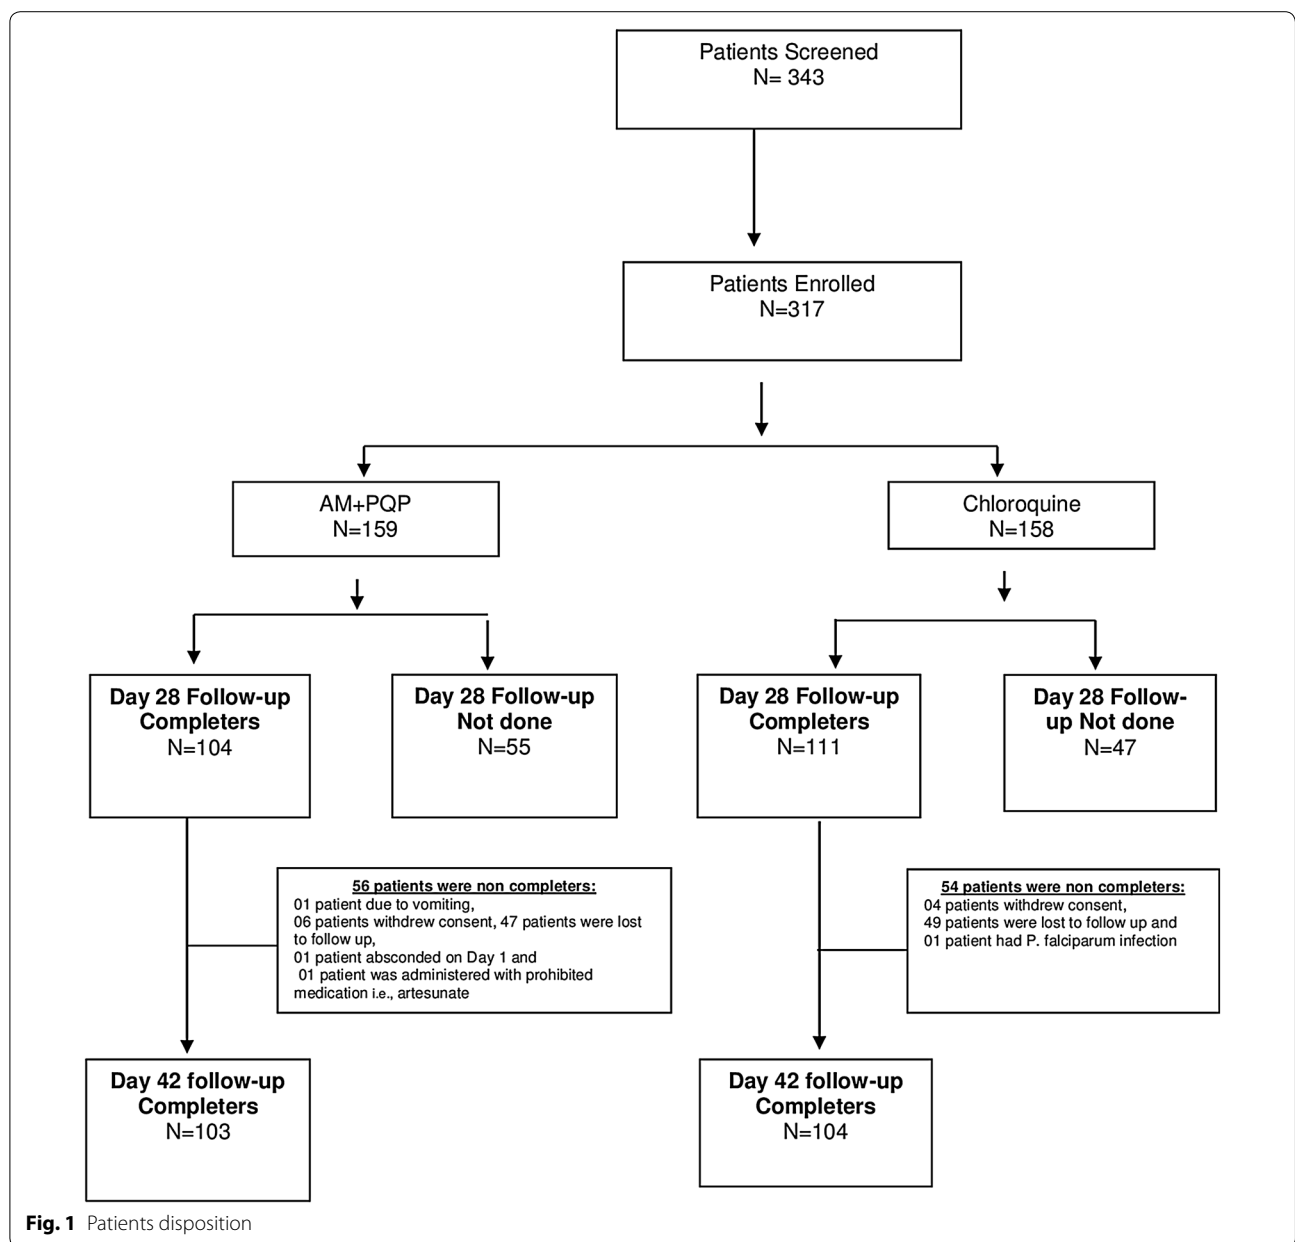 Patients Screened
N= 343
Patients Enrolled
N=317
AM+PQP
N=159
Chloroquine
N=158
Day 28 Follow-up
Completers
N=104
Day 28 Follow-up
Not done
N=55
Day 28 Follow-up
Completers
N=111
Day 28 Follow-
up Not done
N=47
56 patients were non completers:
01 patient due to vomiting,
06 patients withdrew consent, 47 patients were lost
to follow up,
01 patient absconded on Day 1 and
01 patient was administered with prohibited
medication i.e., artesunate
54 patients were non completers:
04 patients withdrew consent,
49 patients were lost to follow up and
01 patient had P. falciparum infection
Day 42 follow-up
Completers
N=103
Day 42 follow-up
Completers
N=104
Fig. 1 Patients disposition